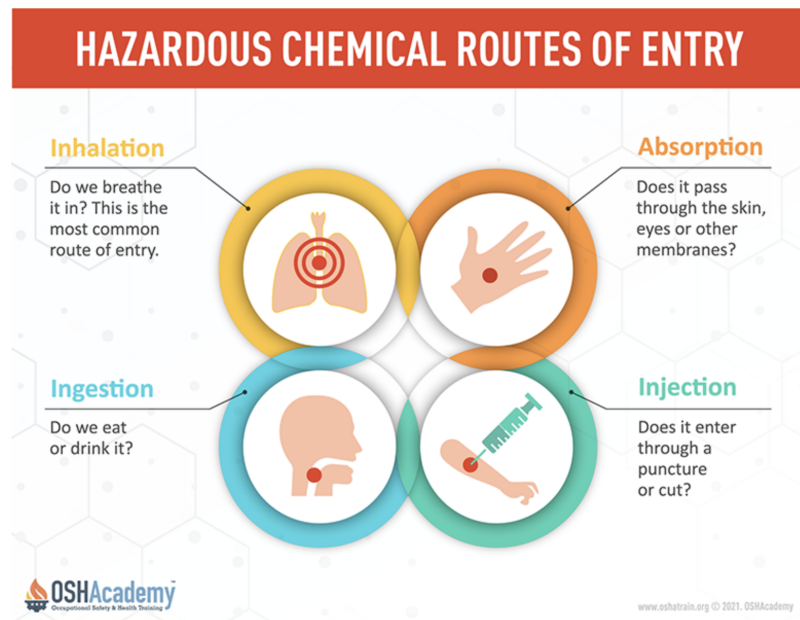 HAZARDOUS CHEMICAL ROUTES OF ENTRY
Inhalation
Do we breathe
it in? This is the
most common
route of entry.
Absorption
Does it pass
through the skin,
eyes or other
membranes?
Ingestion
Do we eat
or drink it?
Injection
Does it enter
through a
puncture
or cut?
OSHAcademy™
Occupational Safety & Health Training
www.oshatrain.org © 2021. OSHAcademy